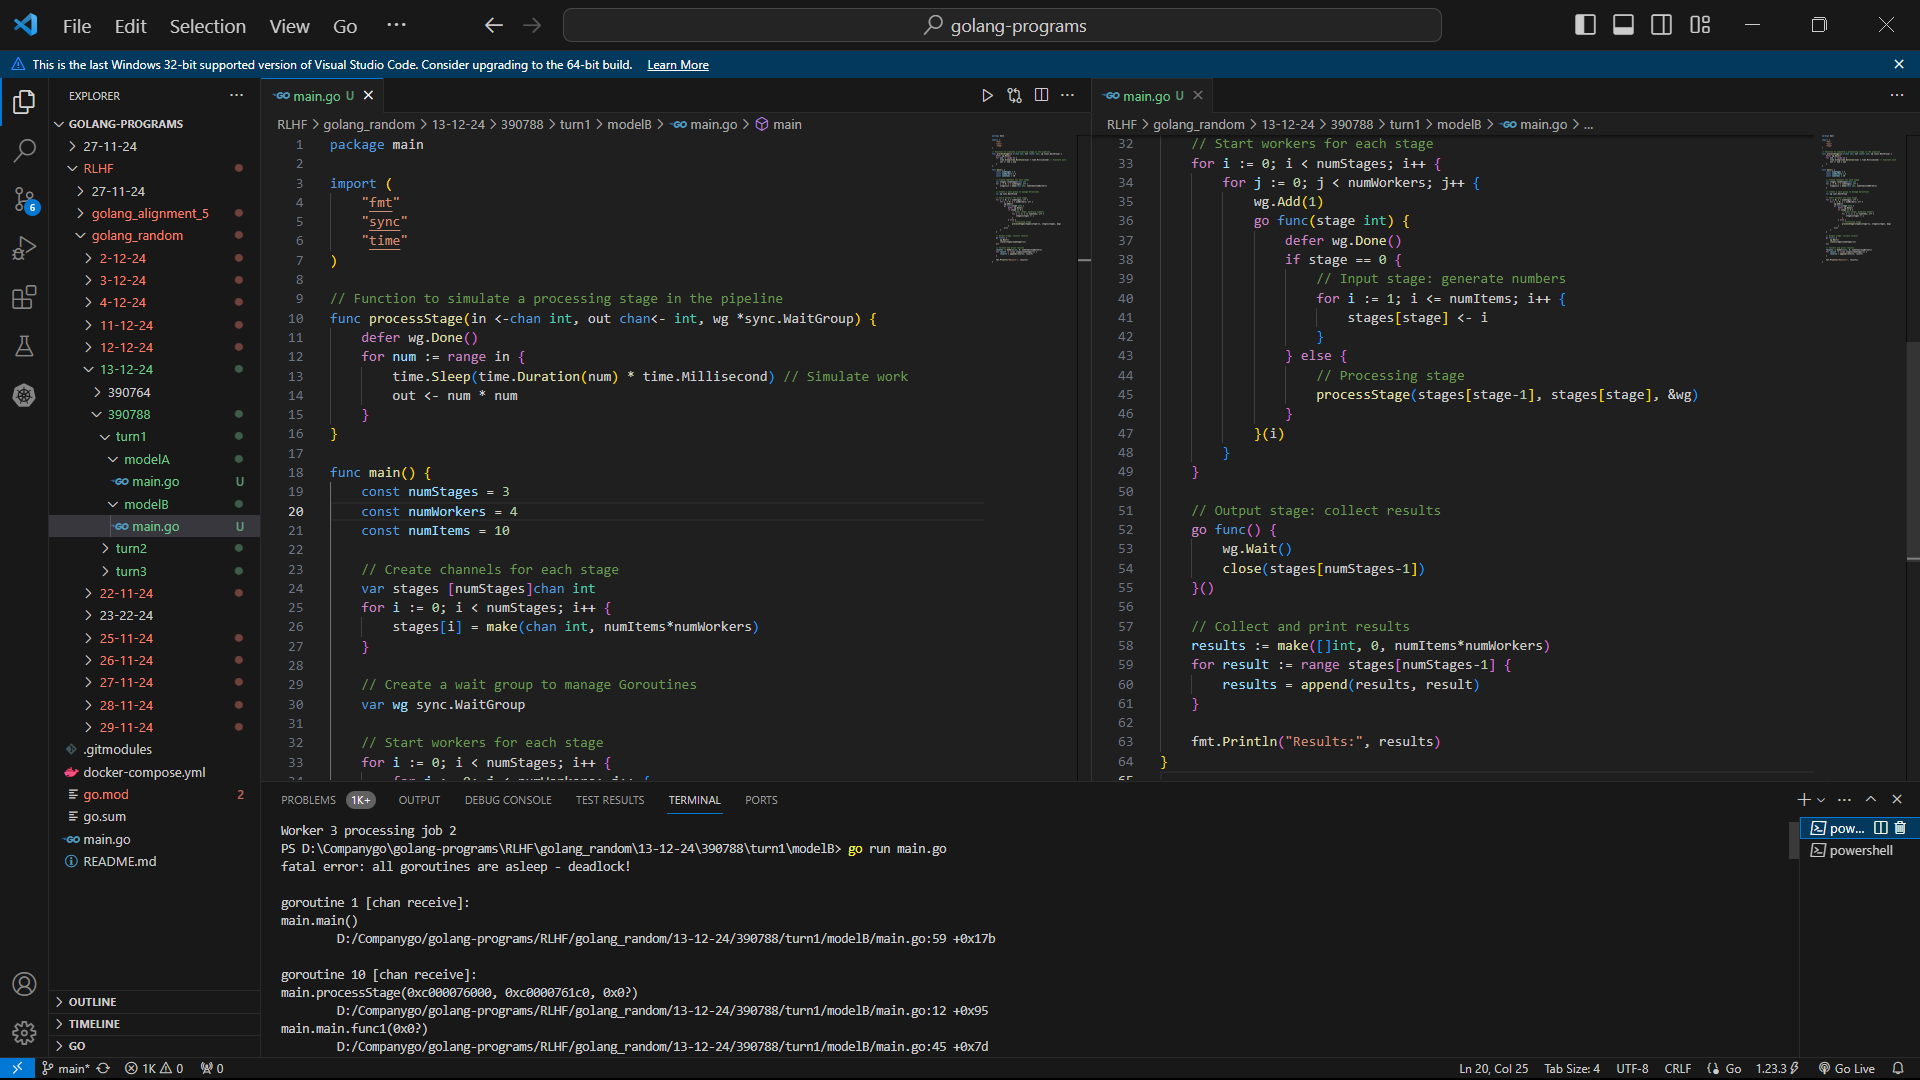 File Edit Selection View Go ···
golang-programs
This is the last Windows 32-bit supported version of Visual Studio Code. Consider upgrading to the 64-bit build. Learn More
EXPLORER
GOLANG-PROGRAMS
27-11-24
RLHF
27-11-24
golang_alignment_5
golang_random
2-12-24
3-12-24
4-12-24
11-12-24
12-12-24
13-12-24
390764
390788
turn1
modelA
main.go U
modelB
main.go U
turn2
turn3
22-11-24
23-22-24
25-11-24
26-11-24
27-11-24
28-11-24
29-11-24
.gitmodules
docker-compose.yml
go.mod 2
go.sum
main.go
README.md
OUTLINE
TIMELINE
GO
6
main.go U
RLHF > golang_random > 13-12-24 > 390788 > turn1 > modelB > main.go > main
1 package main
2
3 import (
4 "fmt"
5 "sync"
6 "time"
7 )
8
9 // Function to simulate a processing stage in the pipeline
10 func processStage(in <-chan int, out chan<- int, wg *sync.WaitGroup) {
11 defer wg.Done()
12 for num := range in {
13 time.Sleep(time.Duration(num) * time.Millisecond) // Simulate work
14 out <- num * num
15 }
16 }
17
18 func main() {
19 const numStages = 3
20 const numWorkers = 4
21 const numItems = 10
22
23 // Create channels for each stage
24 var stages [numStages]chan int
25 for i := 0; i < numStages; i++ {
26 stages[i] = make(chan int, numItems*numWorkers)
27 }
28
29 // Create a wait group to manage Goroutines
30 var wg sync.WaitGroup
31
32 // Start workers for each stage
33 for i := 0; i < numStages; i++ {
main.go U
RLHF > golang_random > 13-12-24 > 390788 > turn1 > modelB > main.go > ...
32 // Start workers for each stage
33 for i := 0; i < numStages; i++ {
34 for j := 0; j < numWorkers; j++ {
35 wg.Add(1)
36 go func(stage int) {
37 defer wg.Done()
38 if stage == 0 {
39 // Input stage: generate numbers
40 for i := 1; i <= numItems; i++ {
41 stages[stage] <- i
42 }
43 } else {
44 // Processing stage
45 processStage(stages[stage-1], stages[stage], &wg)
46 }
47 }(i)
48 }
49 }
50
51 // Output stage: collect results
52 go func() {
53 wg.Wait()
54 close(stages[numStages-1])
55 }()
56
57 // Collect and print results
58 results := make([]int, 0, numItems*numWorkers)
59 for result := range stages[numStages-1] {
60 results = append(results, result)
61 }
62
63 fmt.Println("Results:", results)
64 }
65
PROBLEMS 1K+ OUTPUT DEBUG CONSOLE TEST RESULTS TERMINAL PORTS
Worker 3 processing job 2
PS D:\Companygo\golang-programs\RLHF\golang_random\13-12-24\390788\turn1\modelB> go run main.go
fatal error: all goroutines are asleep - deadlock!
goroutine 1 [chan receive]:
main.main()
D:/Companygo/golang-programs/RLHF/golang_random/13-12-24/390788/turn1/modelB/main.go:59 +0x17b
goroutine 10 [chan receive]:
main.processStage(0xc000076000, 0xc0000761c0, 0x0?)
D:/Companygo/golang-programs/RLHF/golang_random/13-12-24/390788/turn1/modelB/main.go:12 +0x95
main.main.func1(0x0?)
D:/Companygo/golang-programs/RLHF/golang_random/13-12-24/390788/turn1/modelB/main.go:45 +0x7d
pow...
powershell
main* 1K 0 0
Ln 20, Col 25 Tab Size: 4 UTF-8 CRLF Go 1.23.3 Go Live